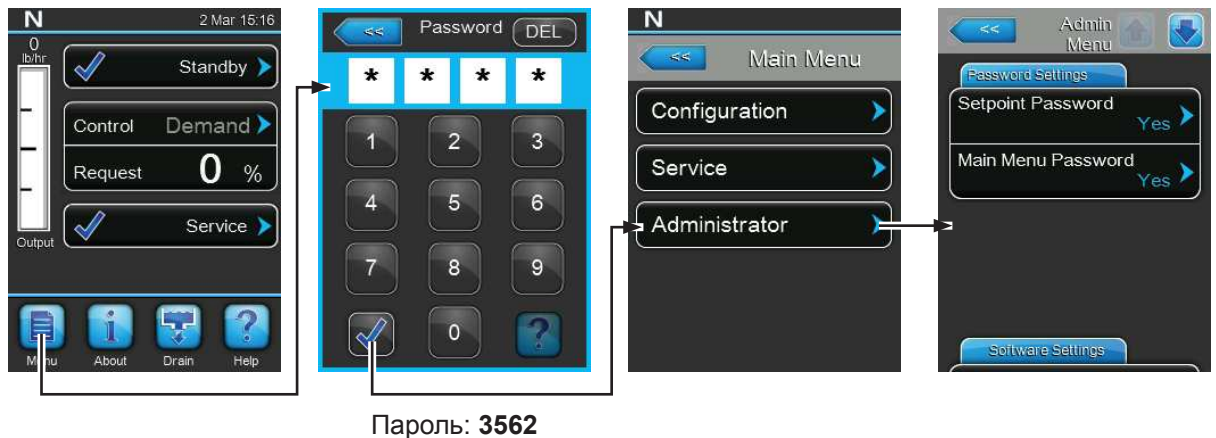 N 2 Mar 15:16
0
lb/hr
Standby
Control Demand
Request 0 %
Service
Output
Menu About Drain Help
<< Password DEL
* * * *
1 2 3
4 5 6
7 8 9
0 ?
Пароль: 3562
N
<< Main Menu
Configuration
Service
Administrator
<< Admin
Menu
Password Settings
Setpoint Password
Yes
Main Menu Password
Yes
Software Settings